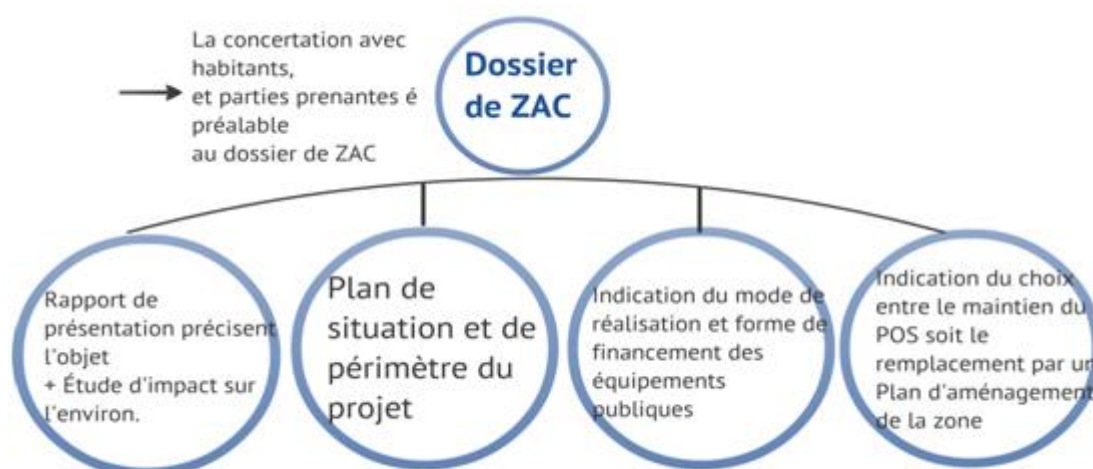 La concertation avec
habitants,
et parties prenantes é
préalable
au dossier de ZAC
Dossier
de ZAC
Rapport de
présentation précisent
l'objet
+ Étude d'impact sur
l'environ.
Plan de
situation et de
périmètre du
projet
Indication du mode de
réalisation et forme de
financement des
équipements
publiques
Indication du choix
entre le maintien du
POS soit le
remplacement par un
Plan d'aménagement
de la zone